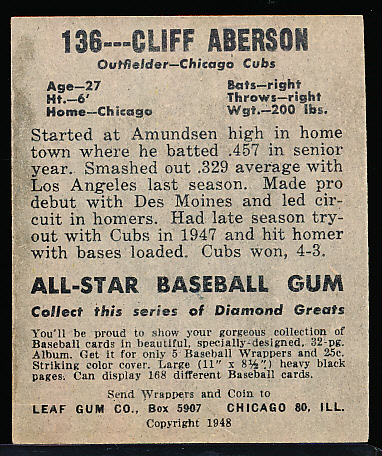 136---CLIFF ABERSON
Outfielder—Chicago Cubs
Age—27 Bats—right
Ht.—6' Throws—right
Home—Chicago Wgt.—200 lbs.
Started at Amundsen high in home
town where he batted .457 in senior
year. Smashed out .329 average with
Los Angeles last season. Made pro
debut with Des Moines and led cir-
cuit in homers. Had late season try-
out with Cubs in 1947 and hit homer
with bases loaded. Cubs won, 4-3.
ALL-STAR BASEBALL GUM
Collect this series of Diamond Greats
You'll be proud to show your gorgeous collection of
Baseball cards in beautiful, specially-designed, 32-pg.
Album. Get it for only 5 Baseball Wrappers and 25c.
Striking color cover. Large (11" x 8½") heavy black
pages. Can display 168 different Baseball cards.
Send Wrappers and Coin to
LEAF GUM CO., Box 5907 CHICAGO 80, ILL.
Copyright 1948